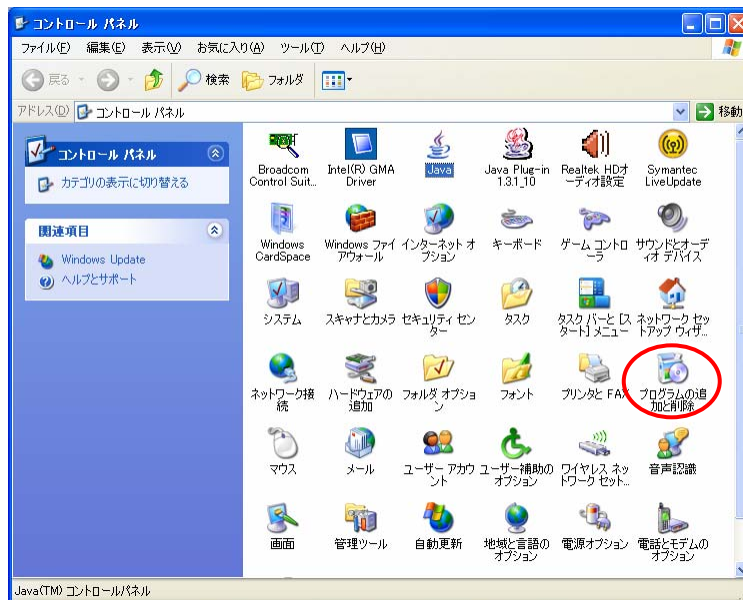 コントロール パネル
ファイル(F) 編集(E) 表示(V) お気に入り(A) ツール(T) ヘルプ(H)
戻る 検索 フォルダ
アドレス(D) コントロール パネル 移動
コントロール パネル
カテゴリの表示に切り替える
関連項目
Windows Update
ヘルプとサポート
Broadcom
Control Suit...
Intel(R) GMA
Driver
Java
Java Plug-in
1.3.1_10
Realtek HDオ
ーディオ設定
Symantec
LiveUpdate
Windows
CardSpace
Windows ファイ
アウォール
インターネット オ
プション
キーボード
ゲーム コントロ
ーラ
サウンドとオーデ
ィオ デバイス
システム
スキャナとカメラ
セキュリティ セン
ター
タスク
タスク バーと [ス
タート] メニュー
ネットワーク セッ
トアップ ウィザ...
ネットワーク接
続
ハードウェアの
追加
フォルダ オプショ
ン
フォント
プリンタと FAX
プログラムの追
加と削除
マウス
メール
ユーザー アカウ
ント
ユーザー補助の
オプション
ワイヤレス ネッ
トワーク セット...
音声認識
画面
管理ツール
自動更新
地域と言語の
オプション
電源オプション
電話とモデムの
オプション
Java(TM) コントロールパネル